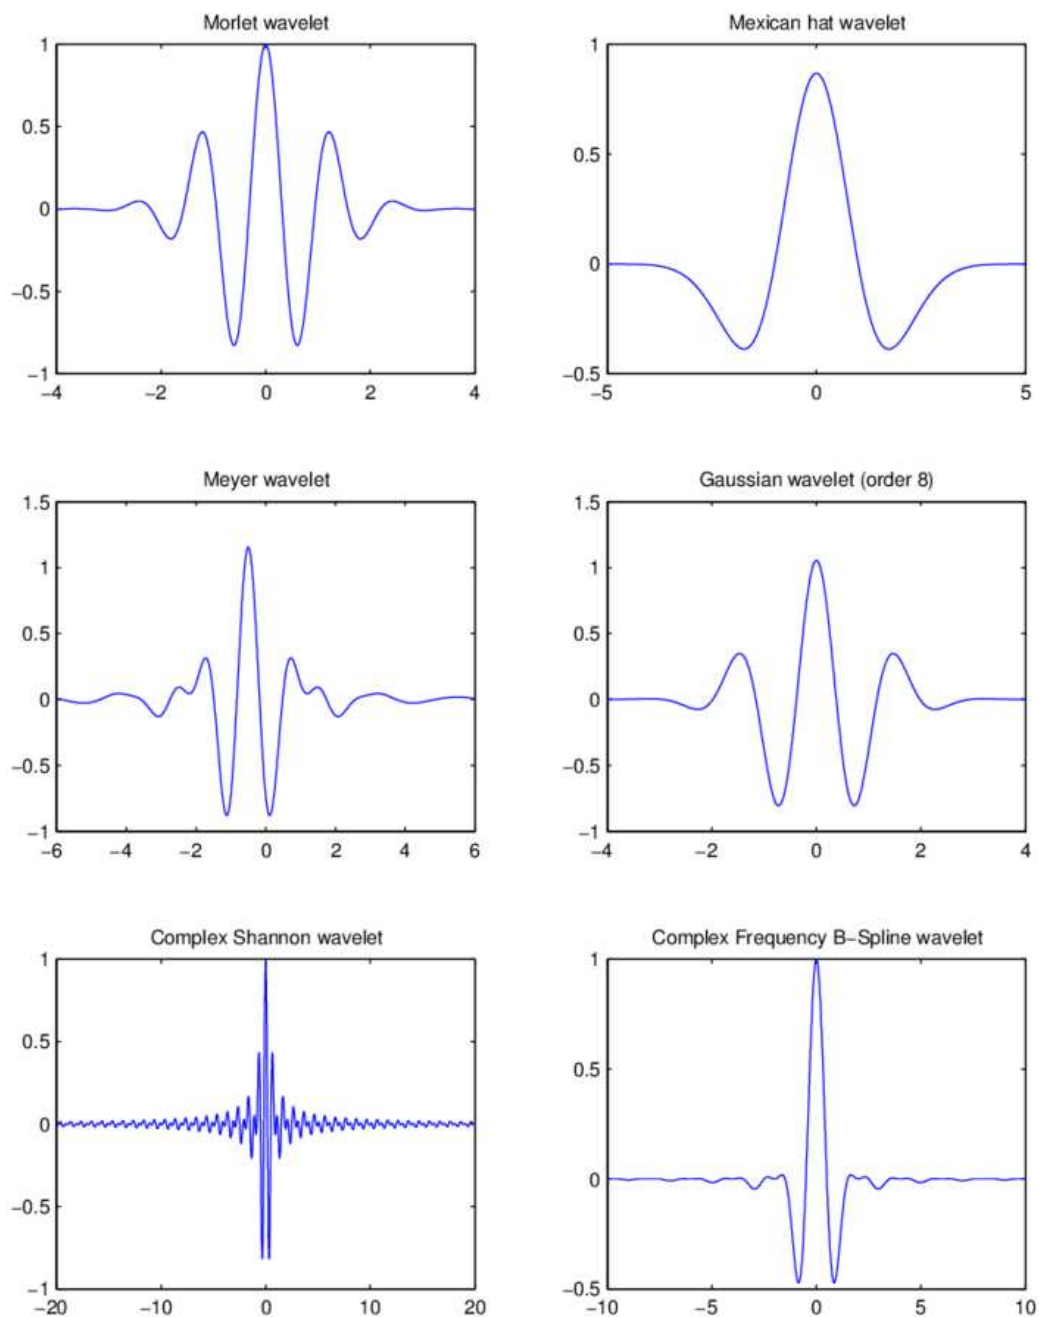 Morlet wavelet
1
0.5
0
−0.5
−1
−4 −2 0 2 4
Mexican hat wavelet
1
0.5
0
−0.5
−5 0 5
Meyer wavelet
1.5
1
0.5
0
−0.5
−1
−6 −4 −2 0 2 4 6
Gaussian wavelet (order 8)
1.5
1
0.5
0
−0.5
−1
−4 −2 0 2 4
Complex Shannon wavelet
1
0.5
0
−0.5
−1
−20 −10 0 10 20
Complex Frequency B−Spline wavelet
1
0.5
0
−0.5
−10 −5 0 5 10